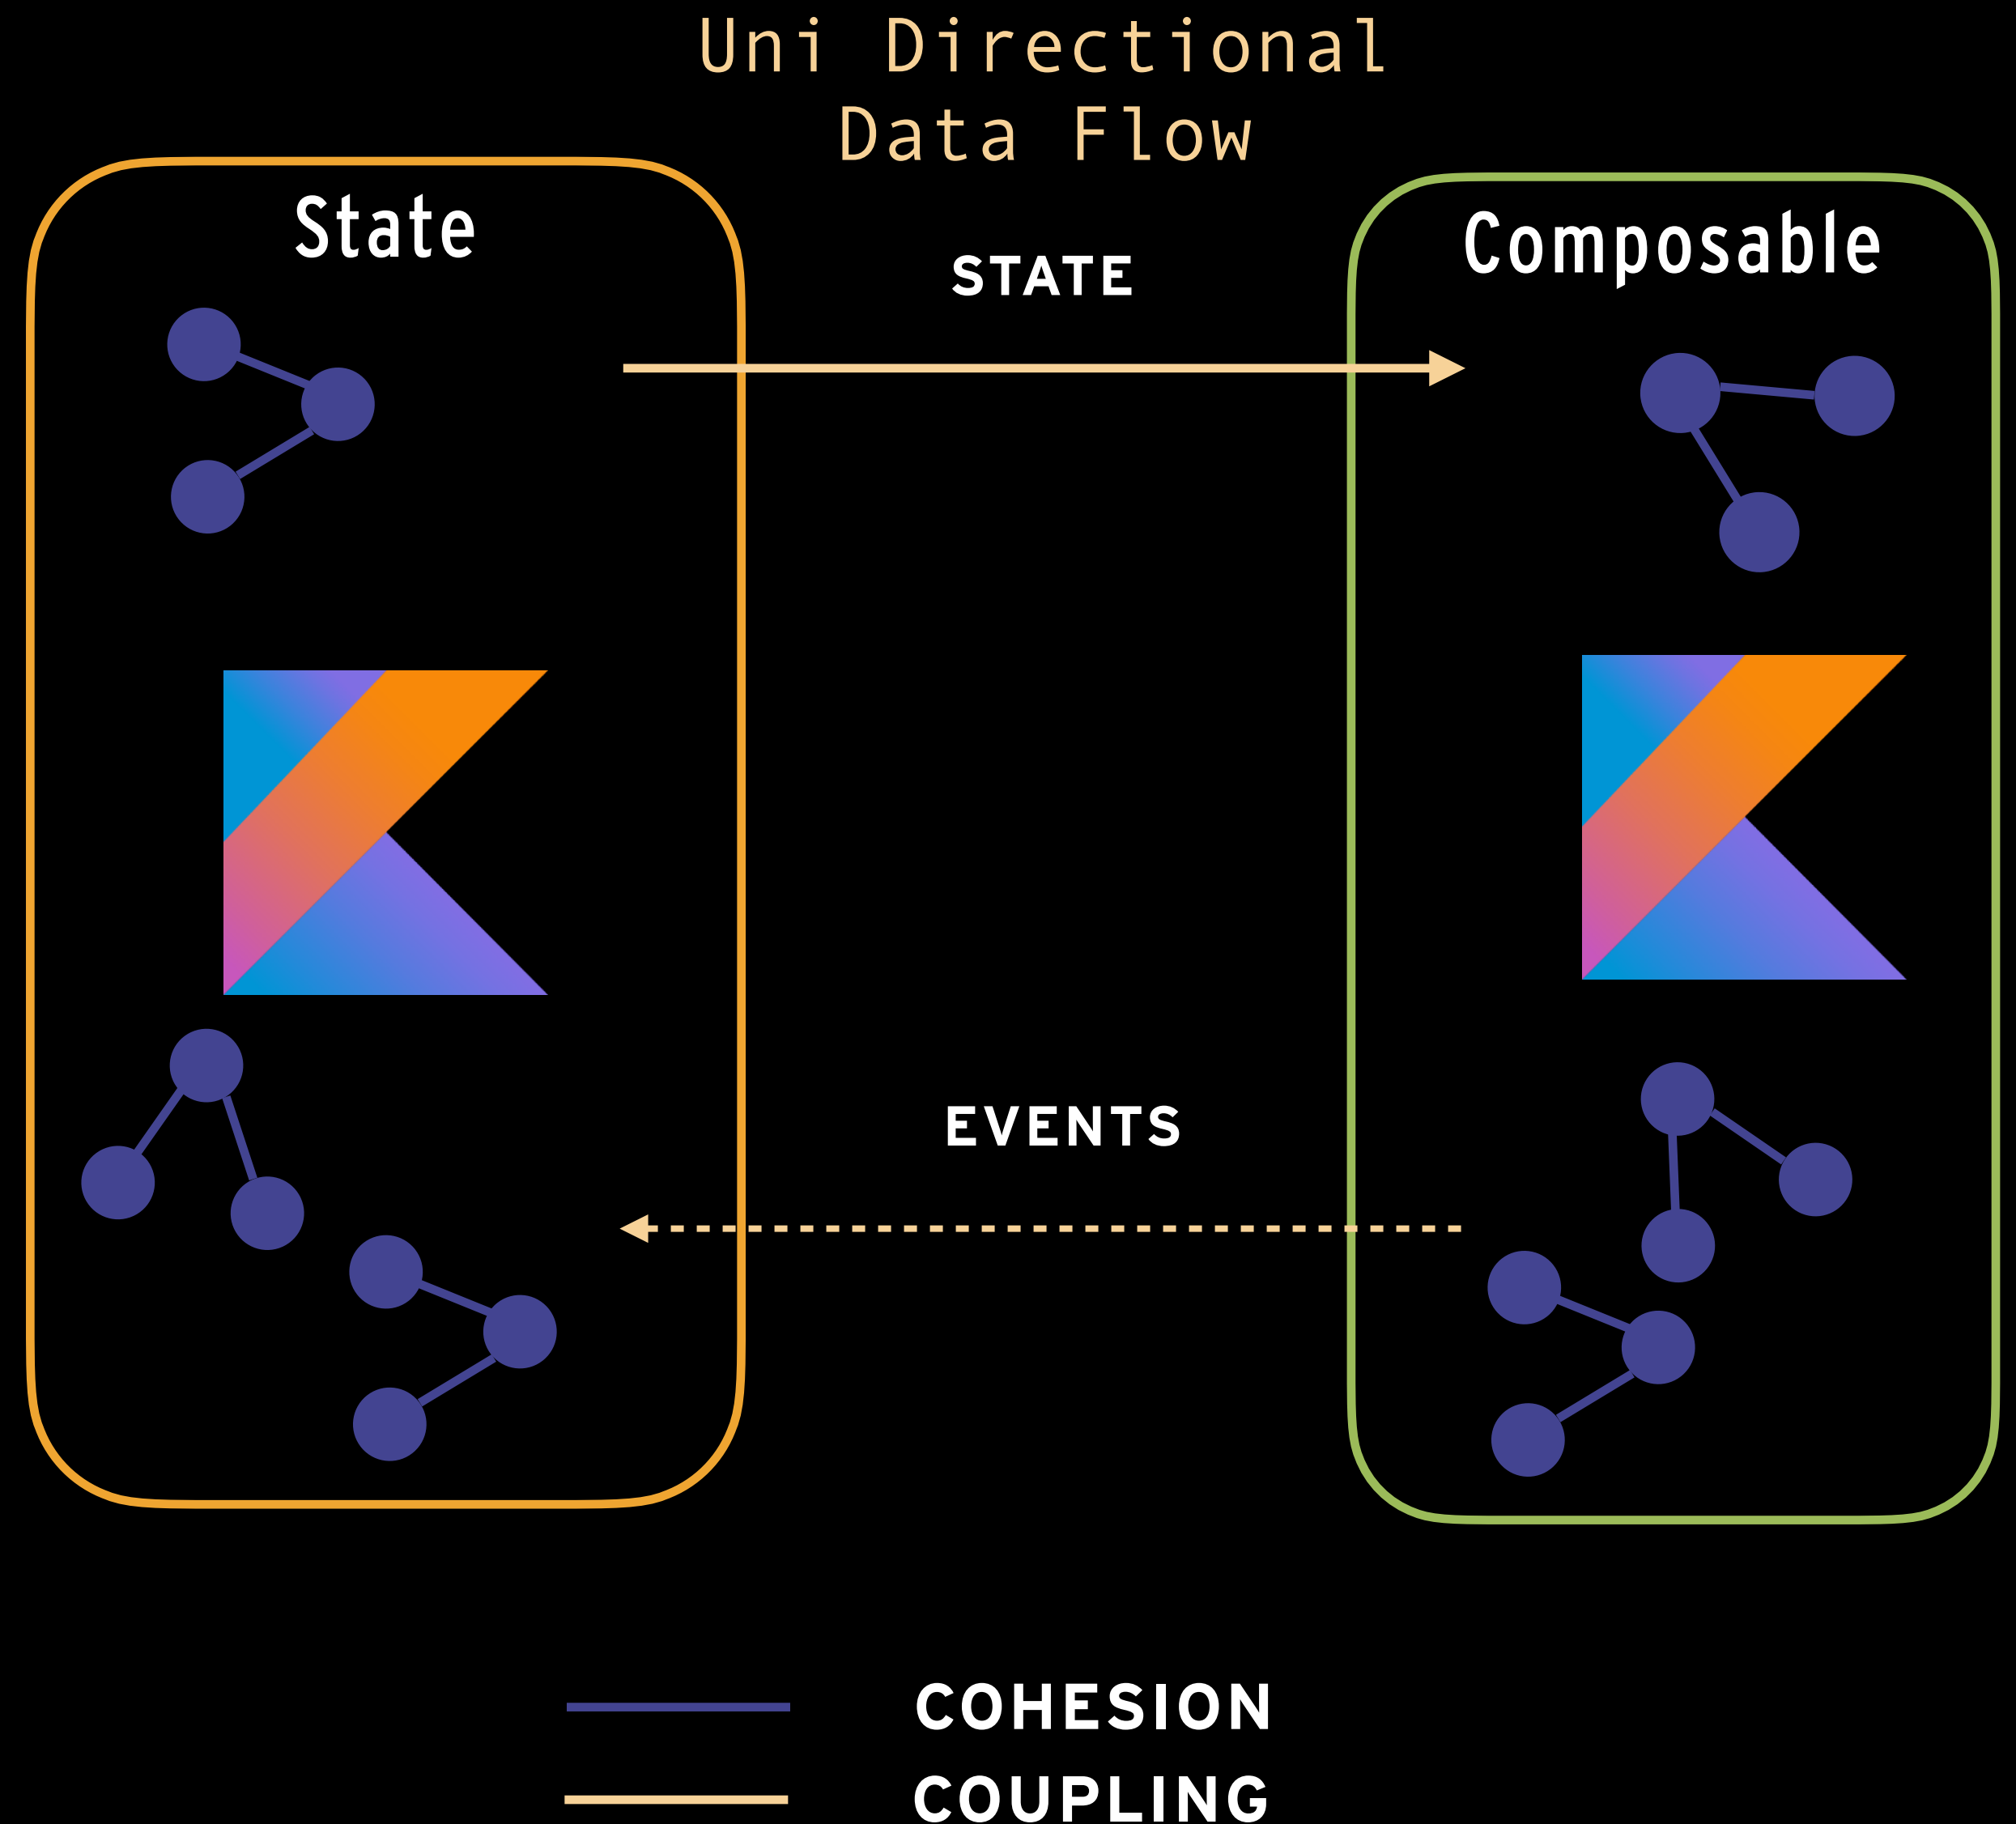 Uni Directional
Data Flow
State
STATE
Composable
EVENTS
COHESION
COUPLING